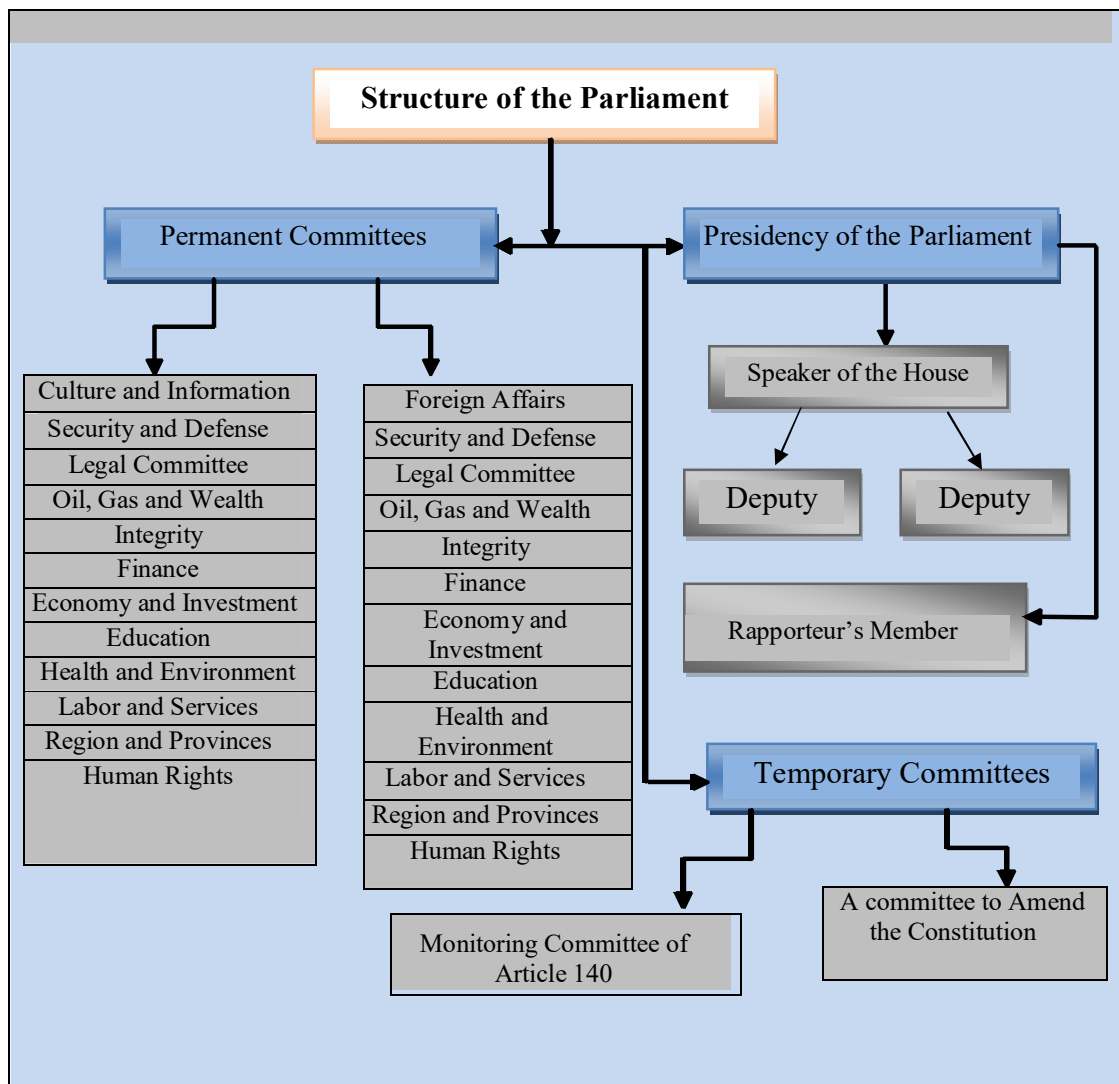 Structure of the Parliament
Permanent Committees
Presidency of the Parliament
Culture and Information
Security and Defense
Legal Committee
Oil, Gas and Wealth
Integrity
Finance
Economy and Investment
Education
Health and Environment
Labor and Services
Region and Provinces
Human Rights
Foreign Affairs
Security and Defense
Legal Committee
Oil, Gas and Wealth
Integrity
Finance
Economy and
Investment
Education
Health and
Environment
Labor and Services
Region and Provinces
Human Rights
Speaker of the House
Deputy
Deputy
Rapporteur’s Member
Temporary Committees
Monitoring Committee of
Article 140
A committee to Amend
the Constitution